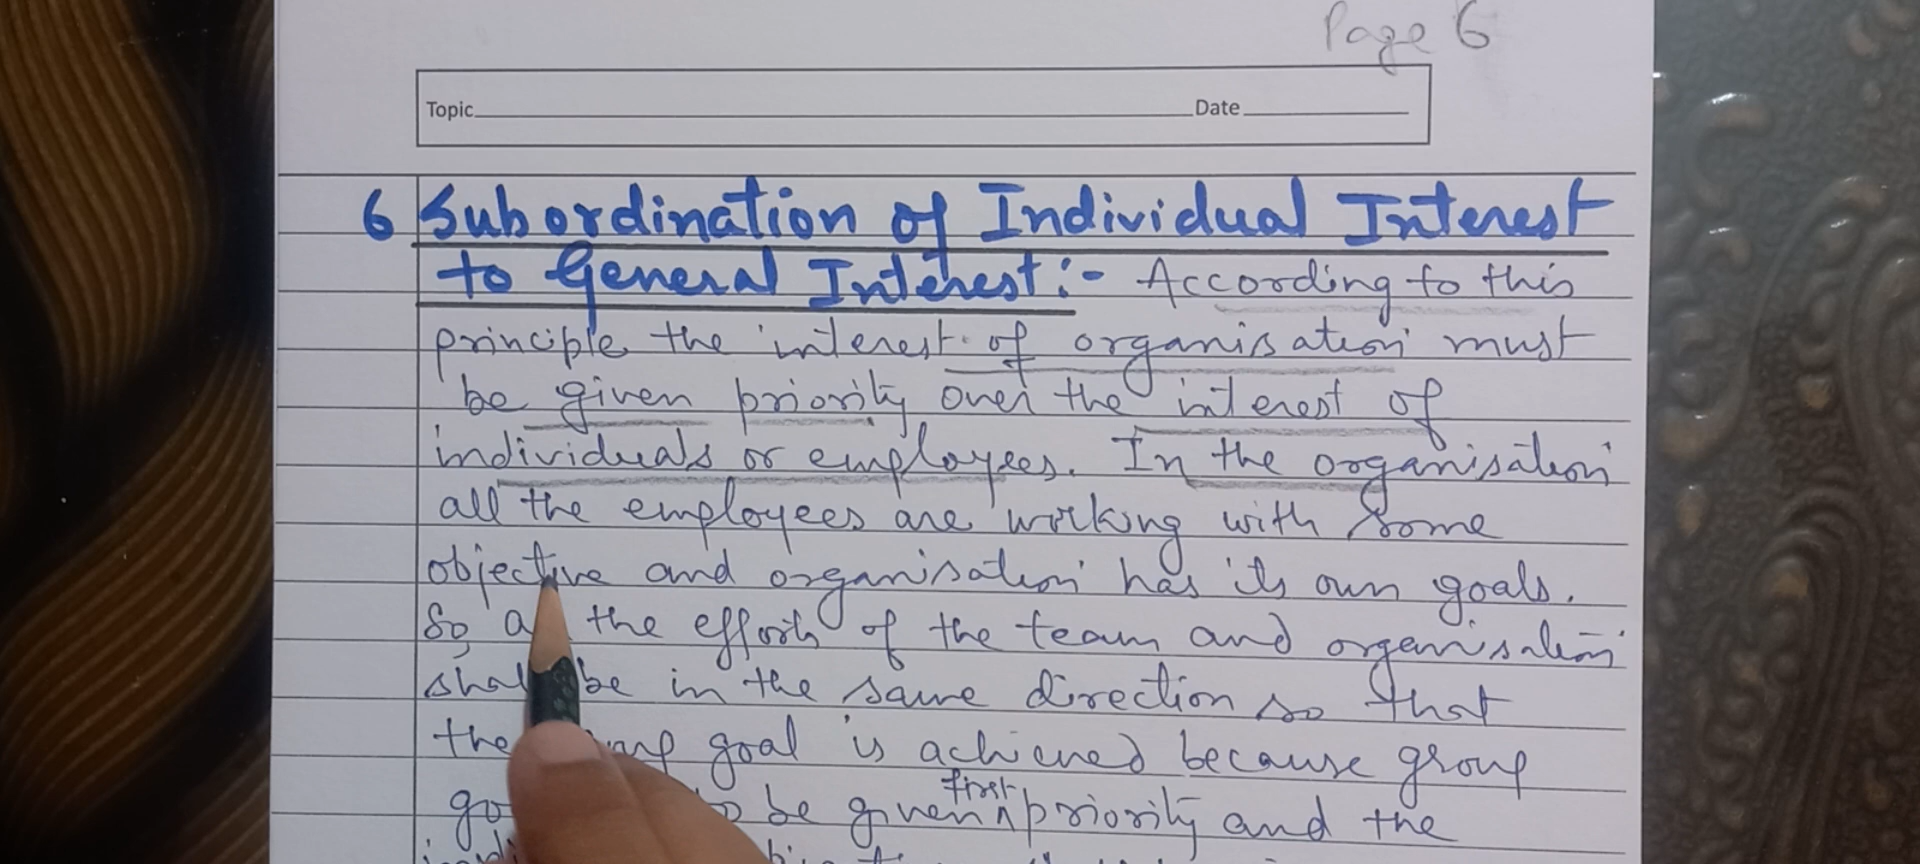 Page 6
Topic Date
6 Subordination of Individual Interest
to General Interest:- According to this
principle the interest of organisation must
be given priority over the interest of
individuals or employees. In the organisation
all the employees are working with some
objective and organisation has its own goals.
So, the efforts of the team and organisation
be in the same direction so that
the goal is achieved because group
be given first priority and the